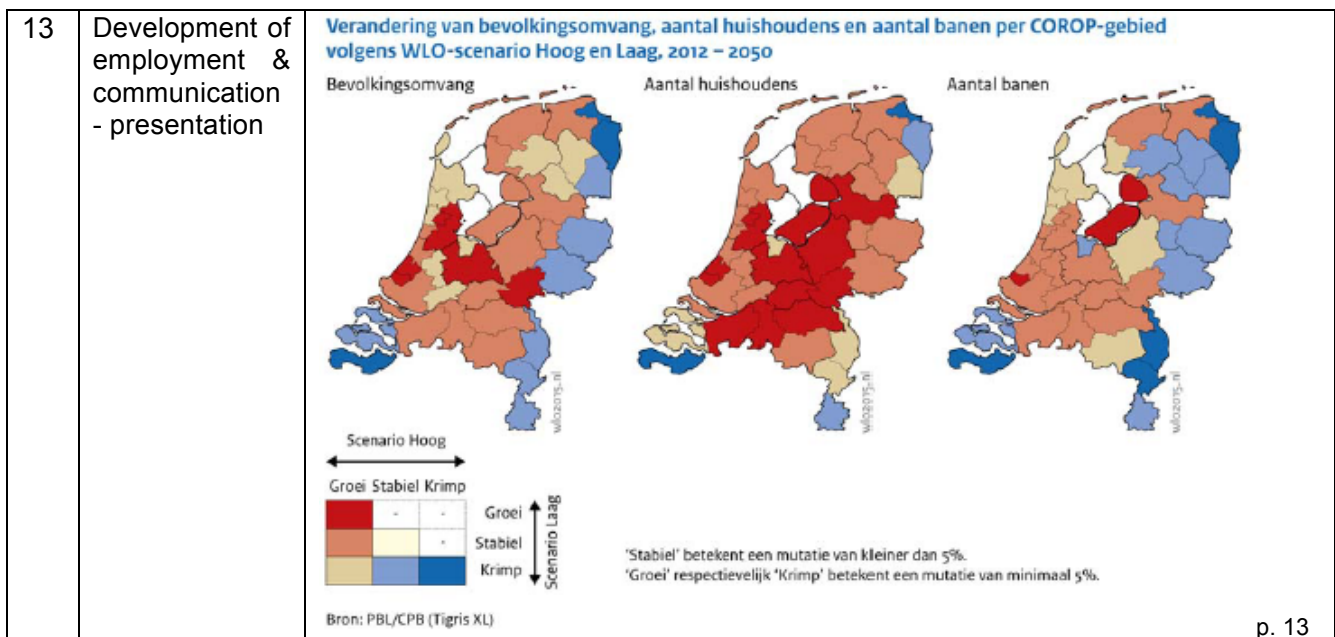 13
Development of
employment &
communication
- presentation
Verandering van bevolkingsomvang, aantal huishoudens en aantal banen per COROP-gebied
volgens WLO-scenario Hoog en Laag, 2012 – 2050
Bevolkingsomvang
Aantal huishoudens
Aantal banen
wlo2015.nl
wlo2015.nl
wlo2015.nl
Scenario Hoog
Groei Stabiel Krimp
- - Groei
- Stabiel
Krimp
Scenario Laag
'Stabiel' betekent een mutatie van kleiner dan 5%.
'Groei' respectievelijk 'Krimp' betekent een mutatie van minimaal 5%.
Bron: PBL/CPB (Tigris XL)
p. 13